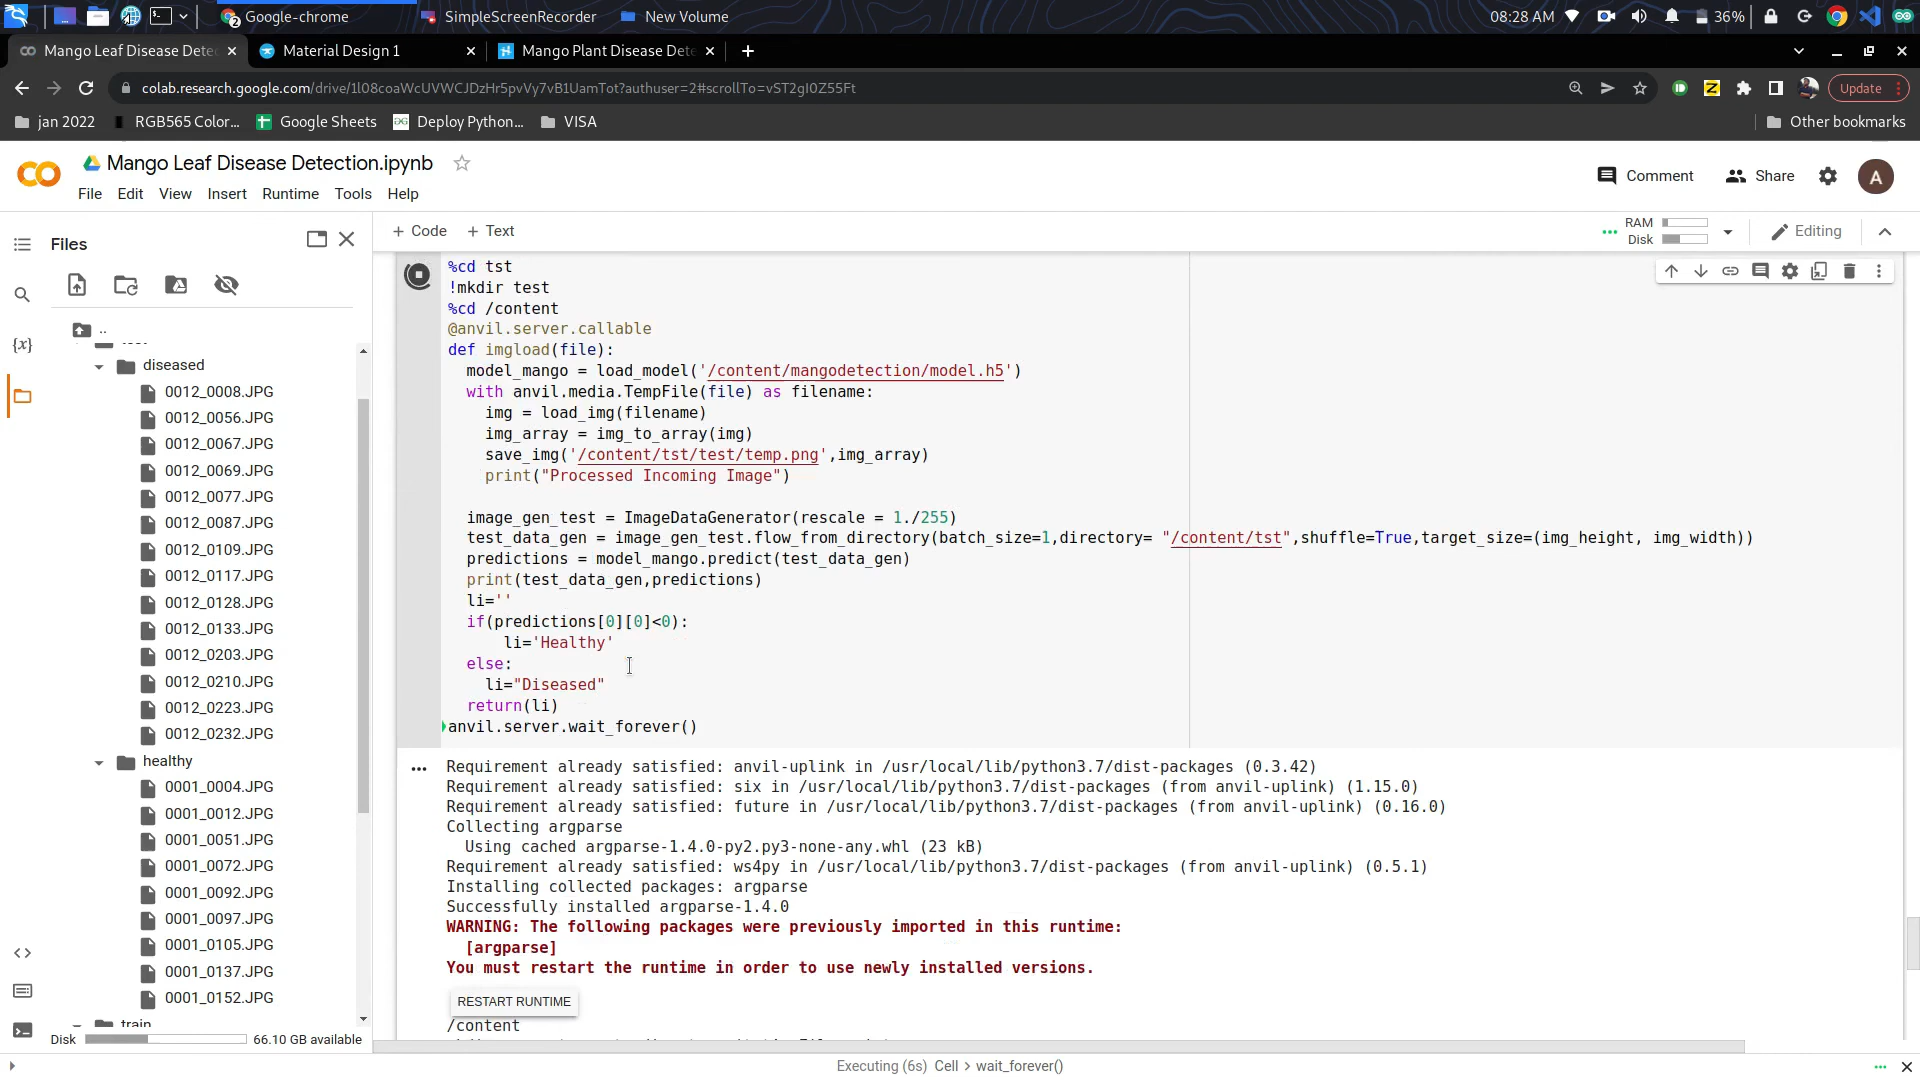 Google-chrome
SimpleScreenRecorder
New Volume
08:28 AM
36%
Mango Leaf Disease Dete
Material Design 1
Mango Plant Disease Dete
colab.research.google.com/drive/1l08coaWcUVWCJDzHr5pvVy7vB1UamTot?authuser=2#scrollTo=vST2gI0Z55Ft
Update
jan 2022
RGB565 Color...
Google Sheets
Deploy Python...
VISA
Other bookmarks
Mango Leaf Disease Detection.ipynb
Comment
Share
A
File Edit View Insert Runtime Tools Help
Files
+ Code + Text
RAM
Disk
Editing
..
diseased
0012_0008.JPG
0012_0056.JPG
0012_0067.JPG
0012_0069.JPG
0012_0077.JPG
0012_0087.JPG
0012_0109.JPG
0012_0117.JPG
0012_0128.JPG
0012_0133.JPG
0012_0203.JPG
0012_0210.JPG
0012_0223.JPG
0012_0232.JPG
healthy
0001_0004.JPG
0001_0012.JPG
0001_0051.JPG
0001_0072.JPG
0001_0092.JPG
0001_0097.JPG
0001_0105.JPG
0001_0137.JPG
0001_0152.JPG
train
Disk
66.10 GB available
%cd tst
!mkdir test
%cd /content
@anvil.server.callable
def imgload(file):
model_mango = load_model('/content/mangodetection/model.h5')
with anvil.media.TempFile(file) as filename:
img = load_img(filename)
img_array = img_to_array(img)
save_img('/content/tst/test/temp.png',img_array)
print("Processed Incoming Image")
image_gen_test = ImageDataGenerator(rescale = 1./255)
test_data_gen = image_gen_test.flow_from_directory(batch_size=1,directory= "/content/tst",shuffle=True,target_size=(img_height, img_width))
predictions = model_mango.predict(test_data_gen)
print(test_data_gen,predictions)
li=''
if(predictions[0][0]<0):
li='Healthy'
else:
li="Diseased"
return(li)
anvil.server.wait_forever()
Requirement already satisfied: anvil-uplink in /usr/local/lib/python3.7/dist-packages (0.3.42)
Requirement already satisfied: six in /usr/local/lib/python3.7/dist-packages (from anvil-uplink) (1.15.0)
Requirement already satisfied: future in /usr/local/lib/python3.7/dist-packages (from anvil-uplink) (0.16.0)
Collecting argparse
Using cached argparse-1.4.0-py2.py3-none-any.whl (23 kB)
Requirement already satisfied: ws4py in /usr/local/lib/python3.7/dist-packages (from anvil-uplink) (0.5.1)
Installing collected packages: argparse
Successfully installed argparse-1.4.0
WARNING: The following packages were previously imported in this runtime:
[argparse]
You must restart the runtime in order to use newly installed versions.
RESTART RUNTIME
/content
Executing (6s) Cell > wait_forever()